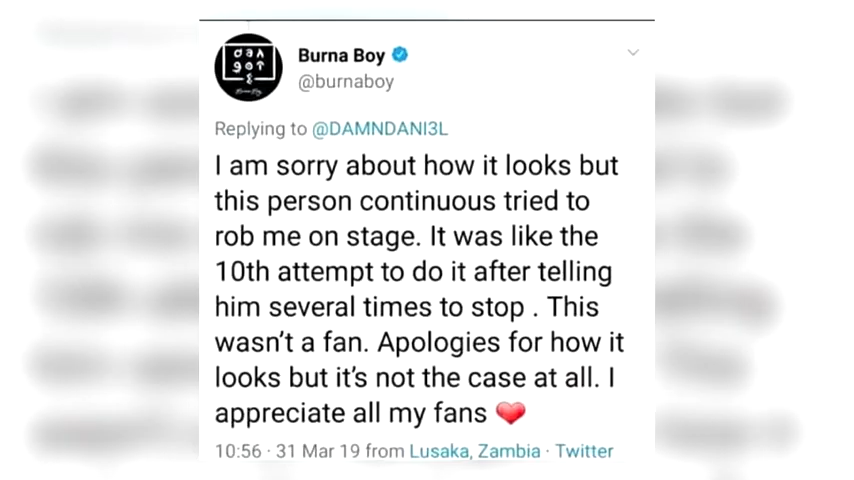 Burna Boy
@burnaboy
Replying to @DAMNDANI3L
I am sorry about how it looks but
this person continuous tried to
rob me on stage. It was like the
10th attempt to do it after telling
him several times to stop . This
wasn't a fan. Apologies for how it
looks but it's not the case at all. I
appreciate all my fans ❤️
10:56 · 31 Mar 19 from Lusaka, Zambia · Twitter